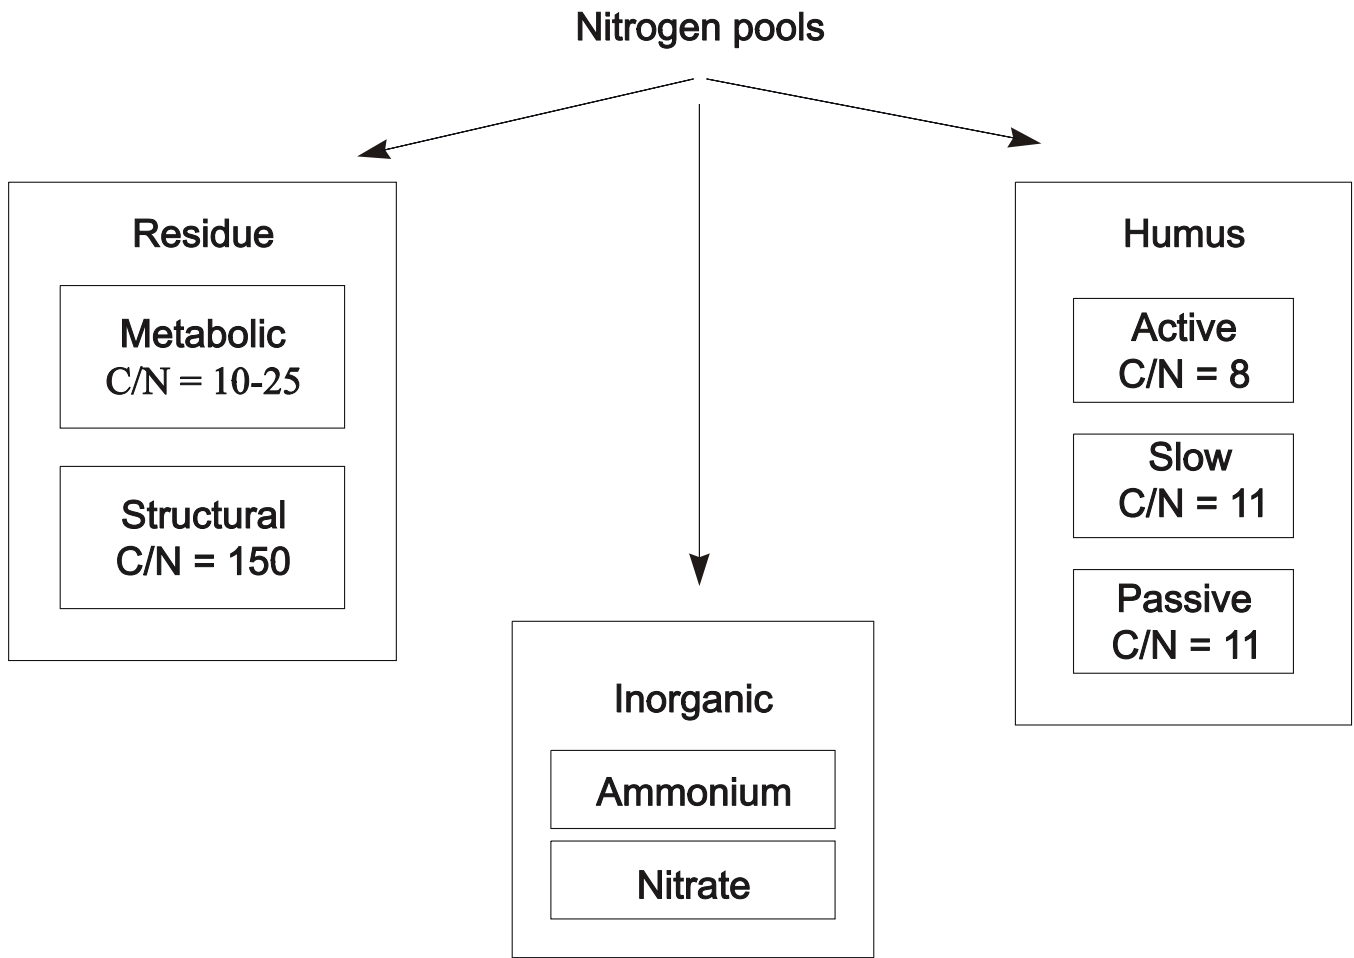 Nitrogen pools
Residue
Metabolic
C/N = 10-25
Structural
C/N = 150
Inorganic
Ammonium
Nitrate
Humus
Active
C/N = 8
Slow
C/N = 11
Passive
C/N = 11